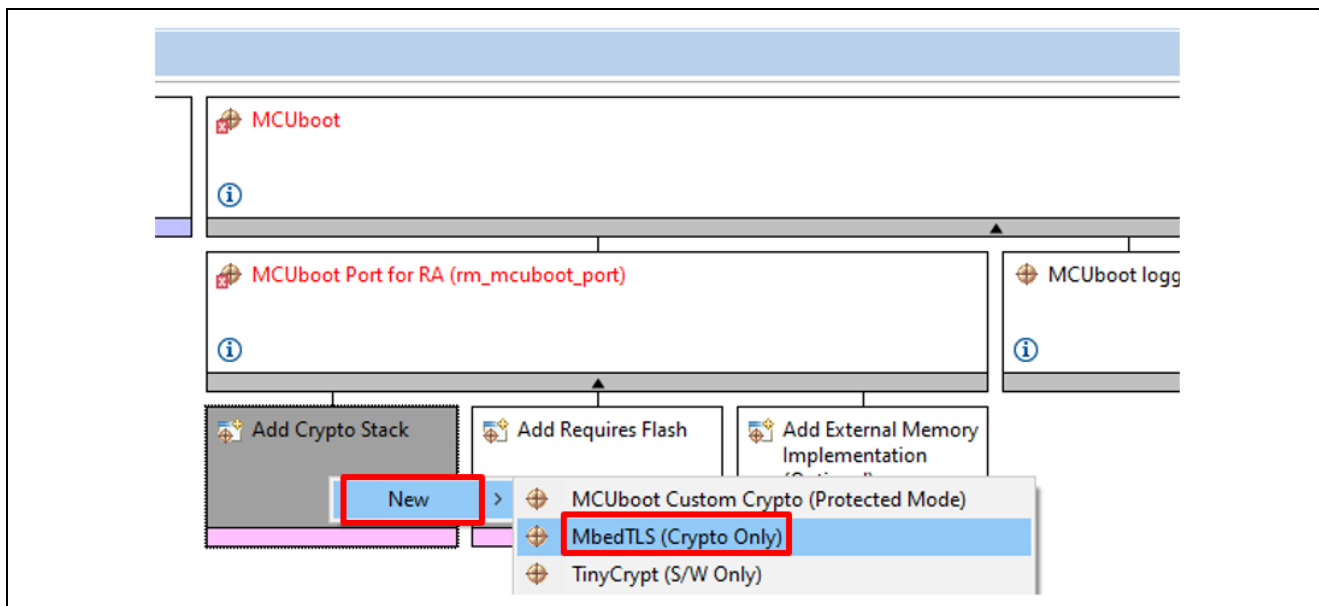 MCUboot
MCUboot Port for RA (rm_mcuboot_port)
MCUboot logg
Add Crypto Stack
Add Requires Flash
Add External Memory
Implementation
New
MCUboot Custom Crypto (Protected Mode)
MbedTLS (Crypto Only)
TinyCrypt (S/W Only)